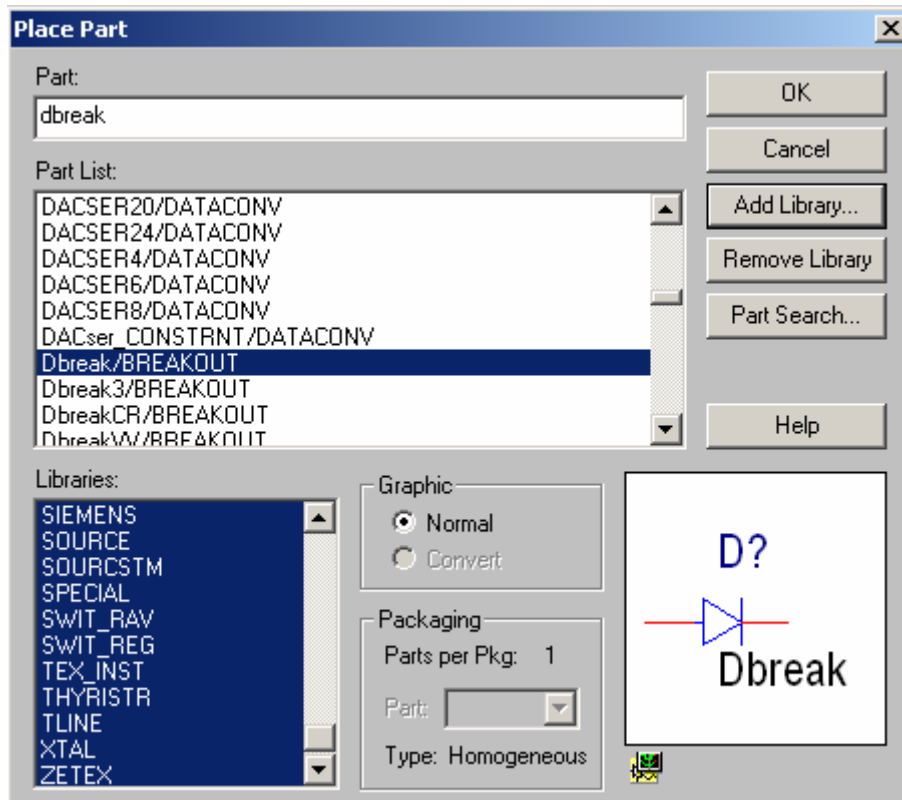 Place Part
Part:
dbreak
OK
Cancel
Part List:
DACSER20/DATACONV
DACSER24/DATACONV
DACSER4/DATACONV
DACSER6/DATACONV
DACSER8/DATACONV
DACser_CONSTRNT/DATACONV
Dbreak/BREAKOUT
Dbreak3/BREAKOUT
DbreakCR/BREAKOUT
DbreakVV/BREAKOUT
Add Library...
Remove Library
Part Search...
Help
Libraries:
SIEMENS
SOURCE
SOURCSTM
SPECIAL
SWIT_RAV
SWIT_REG
TEX_INST
THYRISTR
TLINE
XTAL
ZETEX
Graphic
Normal
Convert
Packaging
Parts per Pkg: 1
Part:
Type: Homogeneous
D?
Dbreak